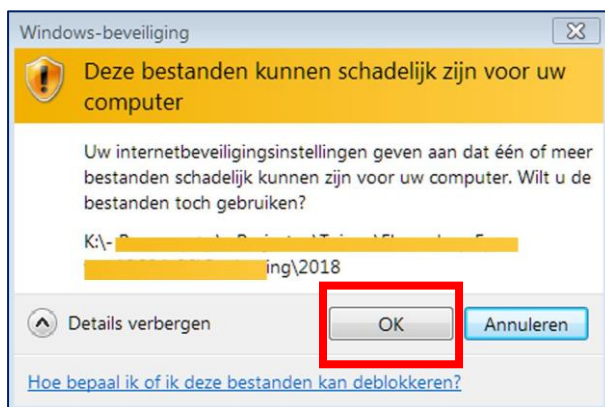 Windows-beveiliging
Deze bestanden kunnen schadelijk zijn voor uw
computer
Uw internetbeveiligingsinstellingen geven aan dat één of meer
bestanden schadelijk kunnen zijn voor uw computer. Wilt u de
bestanden toch gebruiken?
K:\-
ing\2018
Details verbergen
OK
Annuleren
Hoe bepaal ik of ik deze bestanden kan deblokkeren?